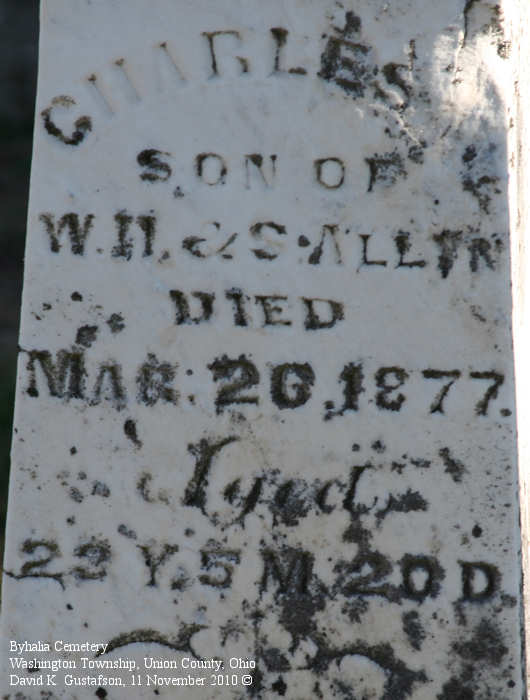 CHARLES
SON OF
W.H. & S. ALLEN
DIED
MAR. 26, 1877.
Aged
23 Y. 5 M 20 D
Byhalia Cemetery
Washington Township, Union County, Ohio
David K. Gustafson, 11 November 2010 ©